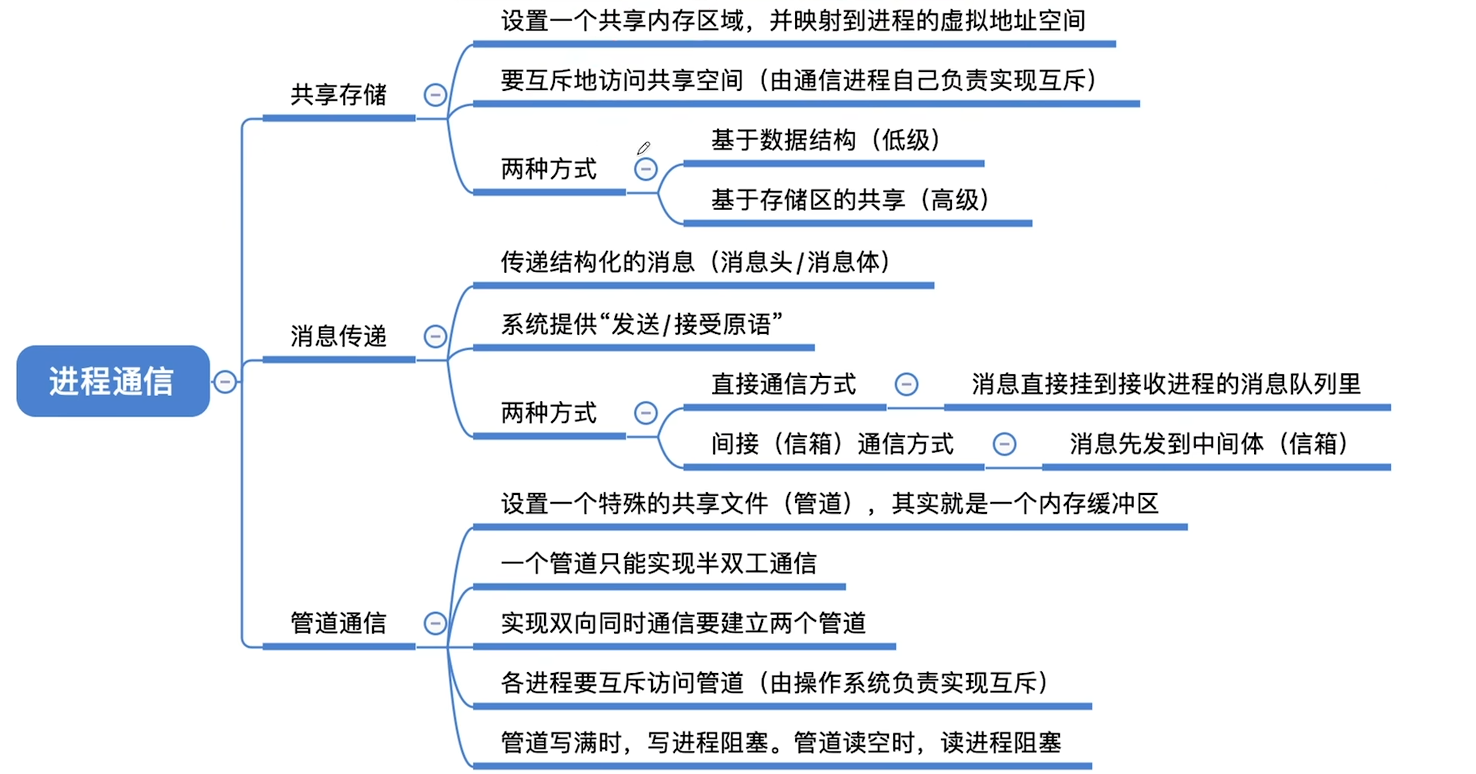 进程通信
共享存储
设置一个共享内存区域，并映射到进程的虚拟地址空间
要互斥地访问共享空间（由通信进程自己负责实现互斥）
两种方式
基于数据结构（低级）
基于存储区的共享（高级）
消息传递
传递结构化的消息（消息头/消息体）
系统提供“发送/接受原语”
两种方式
直接通信方式
消息直接挂到接收进程的消息队列里
间接（信箱）通信方式
消息先发到中间体（信箱）
管道通信
设置一个特殊的共享文件（管道），其实就是一个内存缓冲区
一个管道只能实现半双工通信
实现双向同时通信要建立两个管道
各进程要互斥访问管道（由操作系统负责实现互斥）
管道写满时，写进程阻塞。管道读空时，读进程阻塞